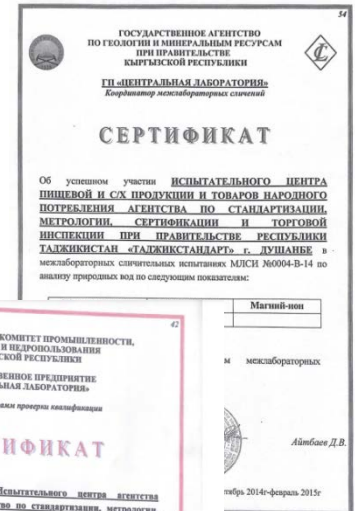 54
ГОСУДАРСТВЕННОЕ АГЕНТСТВО
ПО ГЕОЛОГИИ И МИНЕРАЛЬНЫМ РЕСУРСАМ
ПРИ ПРАВИТЕЛЬСТВЕ
КЫРГЫЗСКОЙ РЕСПУБЛИКИ
ГП «ЦЕНТРАЛЬНАЯ ЛАБОРАТОРИЯ»
Координатор межлабораторных сличений
СЕРТИФИКАТ
Об успешном участии ИСПЫТАТЕЛЬНОГО ЦЕНТРА
ПИЩЕВОЙ И С/Х ПРОДУКЦИИ И ТОВАРОВ НАРОДНОГО
ПОТРЕБЛЕНИЯ АГЕНТСТВА ПО СТАНДАРТИЗАЦИИ,
МЕТРОЛОГИИ, СЕРТИФИКАЦИИ И ТОРГОВОЙ
ИНСПЕКЦИИ ПРИ ПРАВИТЕЛЬСТВЕ РЕСПУБЛИКИ
ТАДЖИКИСТАН «ТАДЖИКСТАНДАРТ» г. ДУШАНБЕ в
межлабораторных сличительных испытаниях МЛСИ №0004-В-14 по
анализу природных вод по следующим показателям:
Магний-ион
м межлабораторных
Айтбаев Д.В.
тябрь 2014г-февраль 2015г
42
КОМИТЕТ ПРОМЫШЛЕННОСТИ,
И НЕДРОПОЛЬЗОВАНИЯ
СКОЙ РЕСПУБЛИКИ
ВЕННОЕ ПРЕДПРИЯТИЕ
ЬНАЯ ЛАБОРАТОРИЯ»
амм проверки квалификации
ИФИКАТ
Испытательного центра агентства
тво по стандартизации, метрологии,